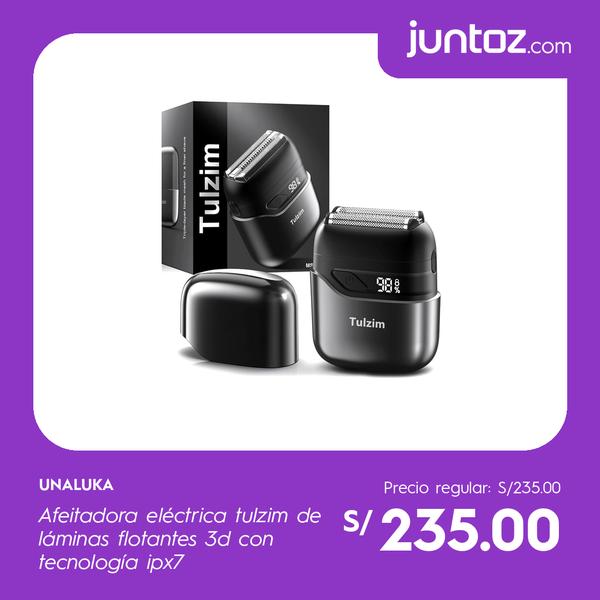 juntoz.com
Tulzim
98
Tulzim
98 %
Tulzim
UNALUKA
Afeitadora eléctrica tulzim de
láminas flotantes 3d con
tecnología ipx7
Precio regular: S/235.00
S/ 235.00